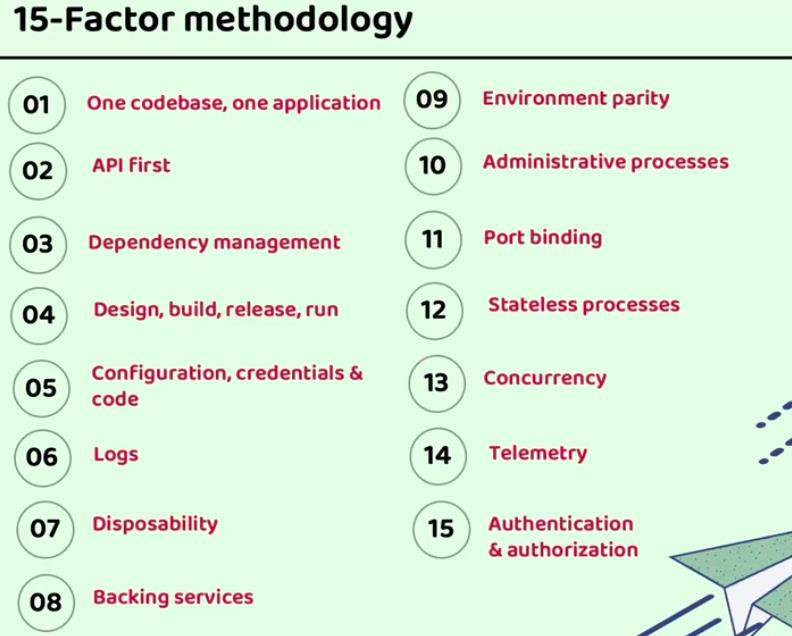 15-Factor methodology
01 One codebase, one application
02 API first
03 Dependency management
04 Design, build, release, run
05 Configuration, credentials &
code
06 Logs
07 Disposability
08 Backing services
09 Environment parity
10 Administrative processes
11 Port binding
12 Stateless processes
13 Concurrency
14 Telemetry
15 Authentication
& authorization